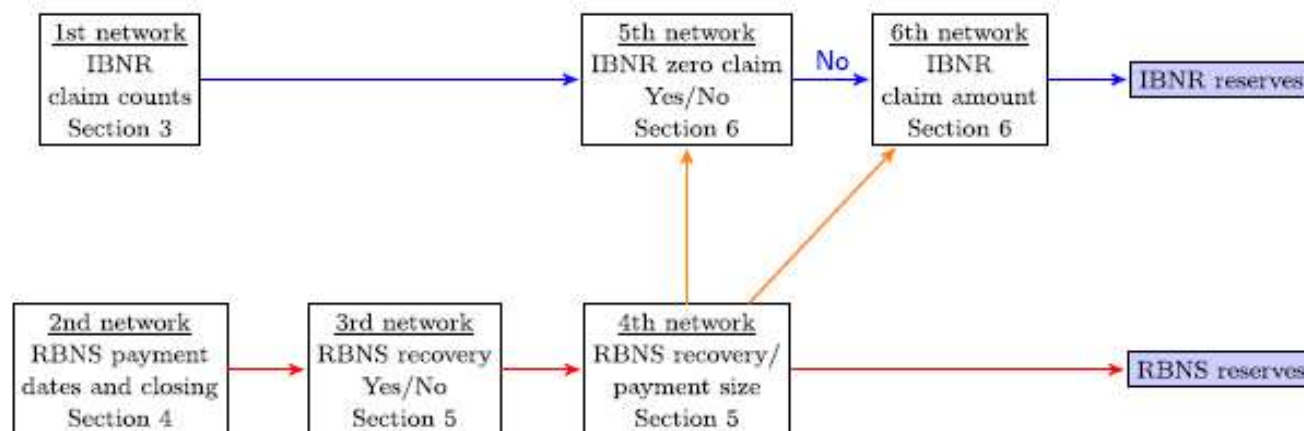 1st network
IBNR
claim counts
Section 3
5th network
IBNR zero claim
Yes/No
Section 6
No
6th network
IBNR
claim amount
Section 6
IBNR reserves
2nd network
RBNS payment
dates and closing
Section 4
3rd network
RBNS recovery
Yes/No
Section 5
4th network
RBNS recovery/
payment size
Section 5
RBNS reserves